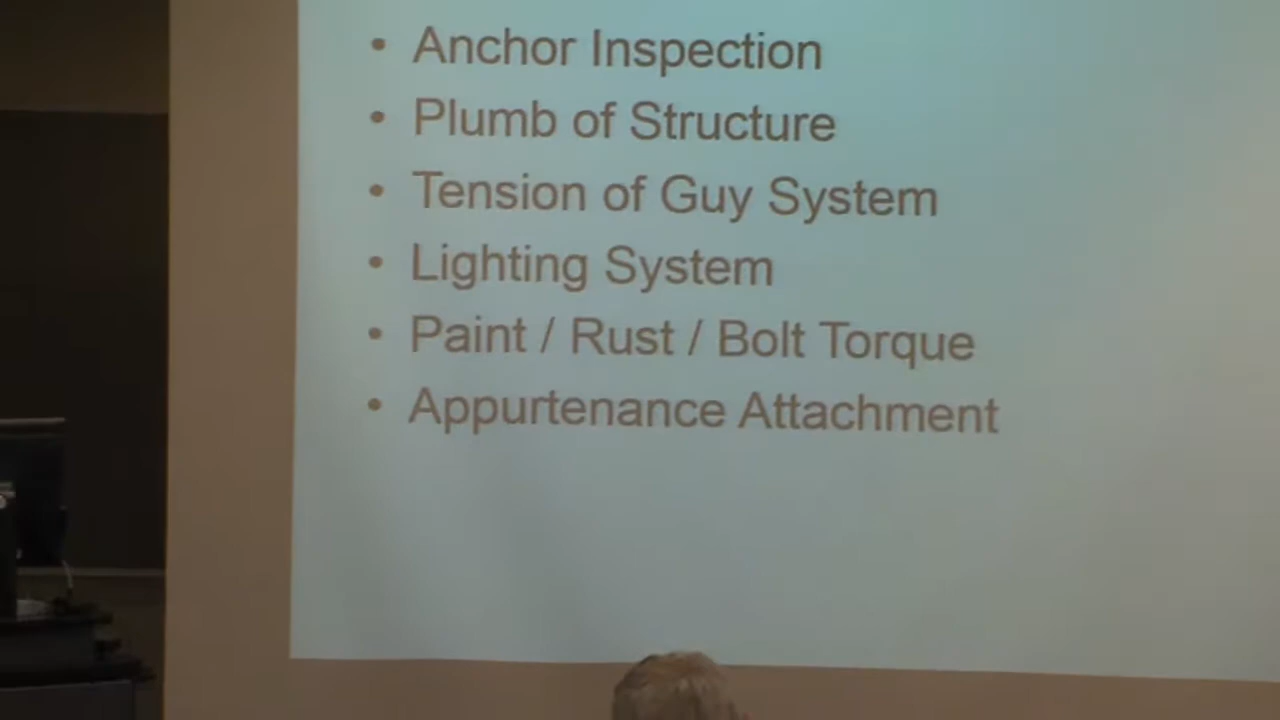 • Anchor Inspection
• Plumb of Structure
• Tension of Guy System
• Lighting System
• Paint / Rust / Bolt Torque
• Appurtenance Attachment